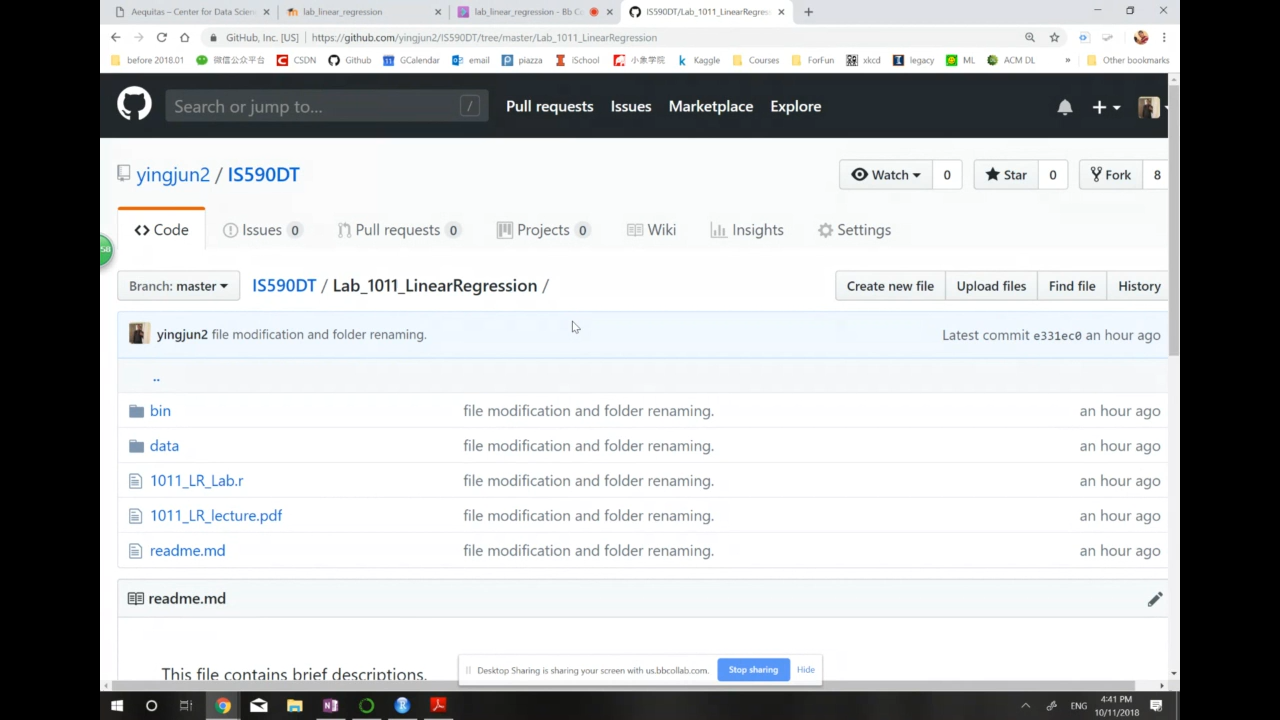 Aequitas – Center for Data Scien
lab_linear_regression
lab_linear_regression - Bb Co
IS590DT/Lab_1011_LinearRegres
GitHub, Inc. [US] | https://github.com/yingjun2/IS590DT/tree/master/Lab_1011_LinearRegression
before 2018.01 微信公众平台 CSDN Github GCalendar email piazza iSchool 小象学院 Kaggle Courses ForFun xkcd legacy ML ACM DL » Other bookmarks
Search or jump to... / Pull requests Issues Marketplace Explore
yingjun2 / IS590DT Watch 0 Star 0 Fork 8
Code Issues 0 Pull requests 0 Projects 0 Wiki Insights Settings
Branch: master IS590DT / Lab_1011_LinearRegression / Create new file Upload files Find file History
yingjun2 file modification and folder renaming. Latest commit e331ec0 an hour ago
..
bin file modification and folder renaming. an hour ago
data file modification and folder renaming. an hour ago
1011_LR_Lab.r file modification and folder renaming. an hour ago
1011_LR_lecture.pdf file modification and folder renaming. an hour ago
readme.md file modification and folder renaming. an hour ago
readme.md
This file contains brief descriptions.
Desktop Sharing is sharing your screen with us.bbcollab.com. Stop sharing Hide
ENG
4:41 PM
10/11/2018